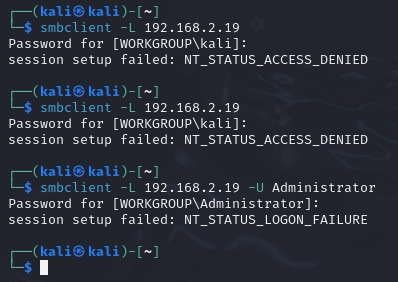 ┌──(kali㉿kali)-[~]
└─$ smbclient -L 192.168.2.19
Password for [WORKGROUP\kali]:
session setup failed: NT_STATUS_ACCESS_DENIED
┌──(kali㉿kali)-[~]
└─$ smbclient -L 192.168.2.19
Password for [WORKGROUP\kali]:
session setup failed: NT_STATUS_ACCESS_DENIED
┌──(kali㉿kali)-[~]
└─$ smbclient -L 192.168.2.19 -U Administrator
Password for [WORKGROUP\Administrator]:
session setup failed: NT_STATUS_LOGON_FAILURE
┌──(kali㉿kali)-[~]
└─$